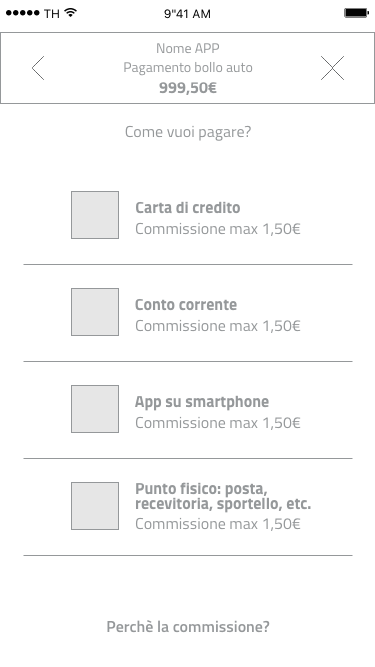 TH 9"41 AM
Nome APP
Pagamento bollo auto
999,50€
Come vuoi pagare?
Carta di credito
Commissione max 1,50€
Conto corrente
Commissione max 1,50€
App su smartphone
Commissione max 1,50€
Punto fisico: posta,
recevitoria, sportello, etc.
Commissione max 1,50€
Perchè la commissione?